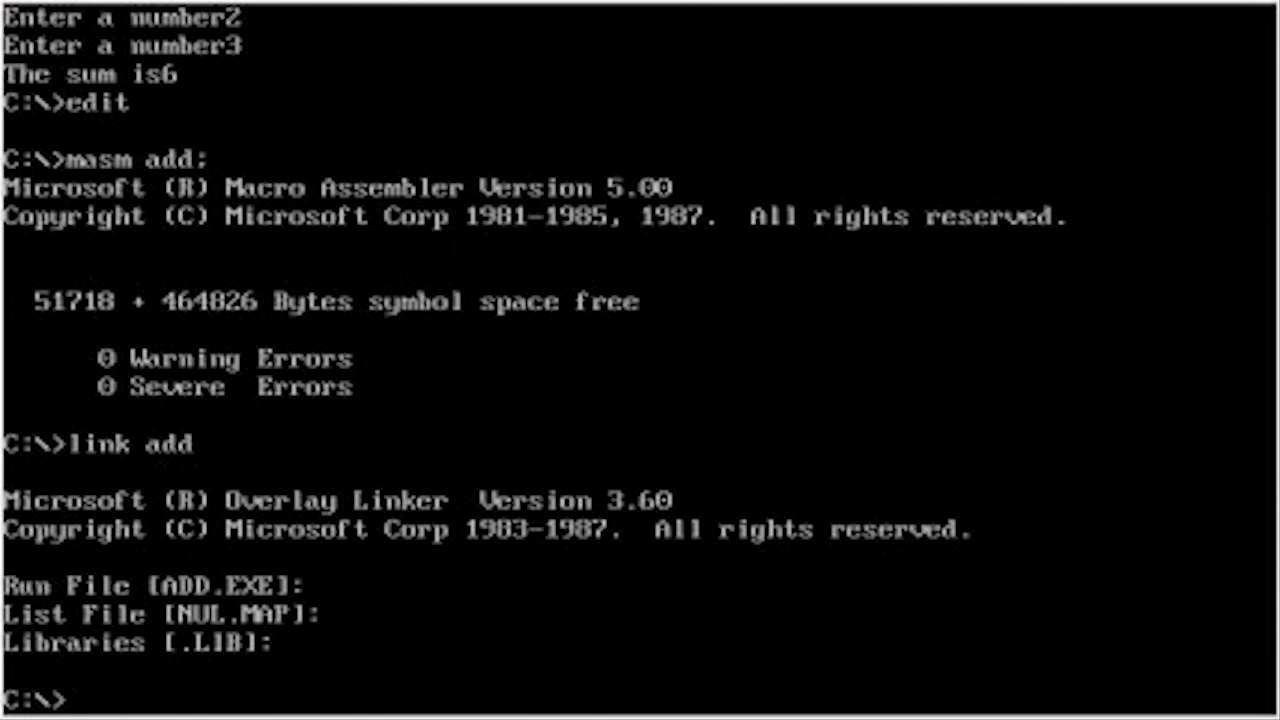 Enter a number2
Enter a number3
The sum is6
C:\>edit
C:\>masm add;
Microsoft (R) Macro Assembler Version 5.00
Copyright (C) Microsoft Corp 1981-1985, 1987.  All rights reserved.
51718 + 464826 Bytes symbol space free
0 Warning Errors
0 Severe  Errors
C:\>link add
Microsoft (R) Overlay Linker  Version 3.60
Copyright (C) Microsoft Corp 1983-1987.  All rights reserved.
Run File [ADD.EXE]:
List File [NUL.MAP]:
Libraries [.LIB]:
C:\>